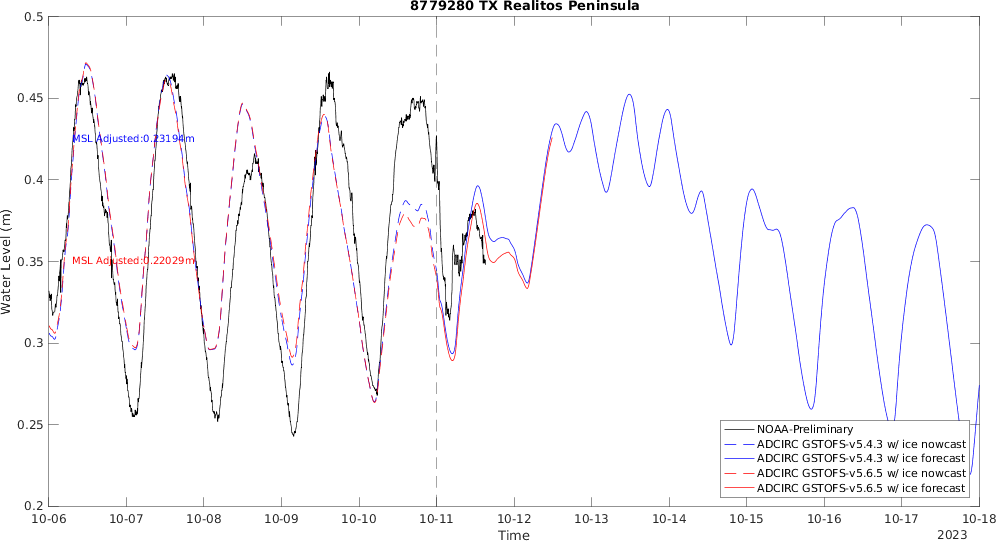 8779280 TX Realitos Peninsula
Water Level (m)
0.5
0.45
0.4
0.35
0.3
0.25
0.2
MSL Adjusted:0.23194m
MSL Adjusted:0.22029m
NOAA-Preliminary
ADCIRC GSTOFS-v5.4.3 w/ ice nowcast
ADCIRC GSTOFS-v5.4.3 w/ ice forecast
ADCIRC GSTOFS-v5.6.5 w/ ice nowcast
ADCIRC GSTOFS-v5.6.5 w/ ice forecast
10-06 10-07 10-08 10-09 10-10 10-11 10-12 10-13 10-14 10-15 10-16 10-17 10-18
Time
2023